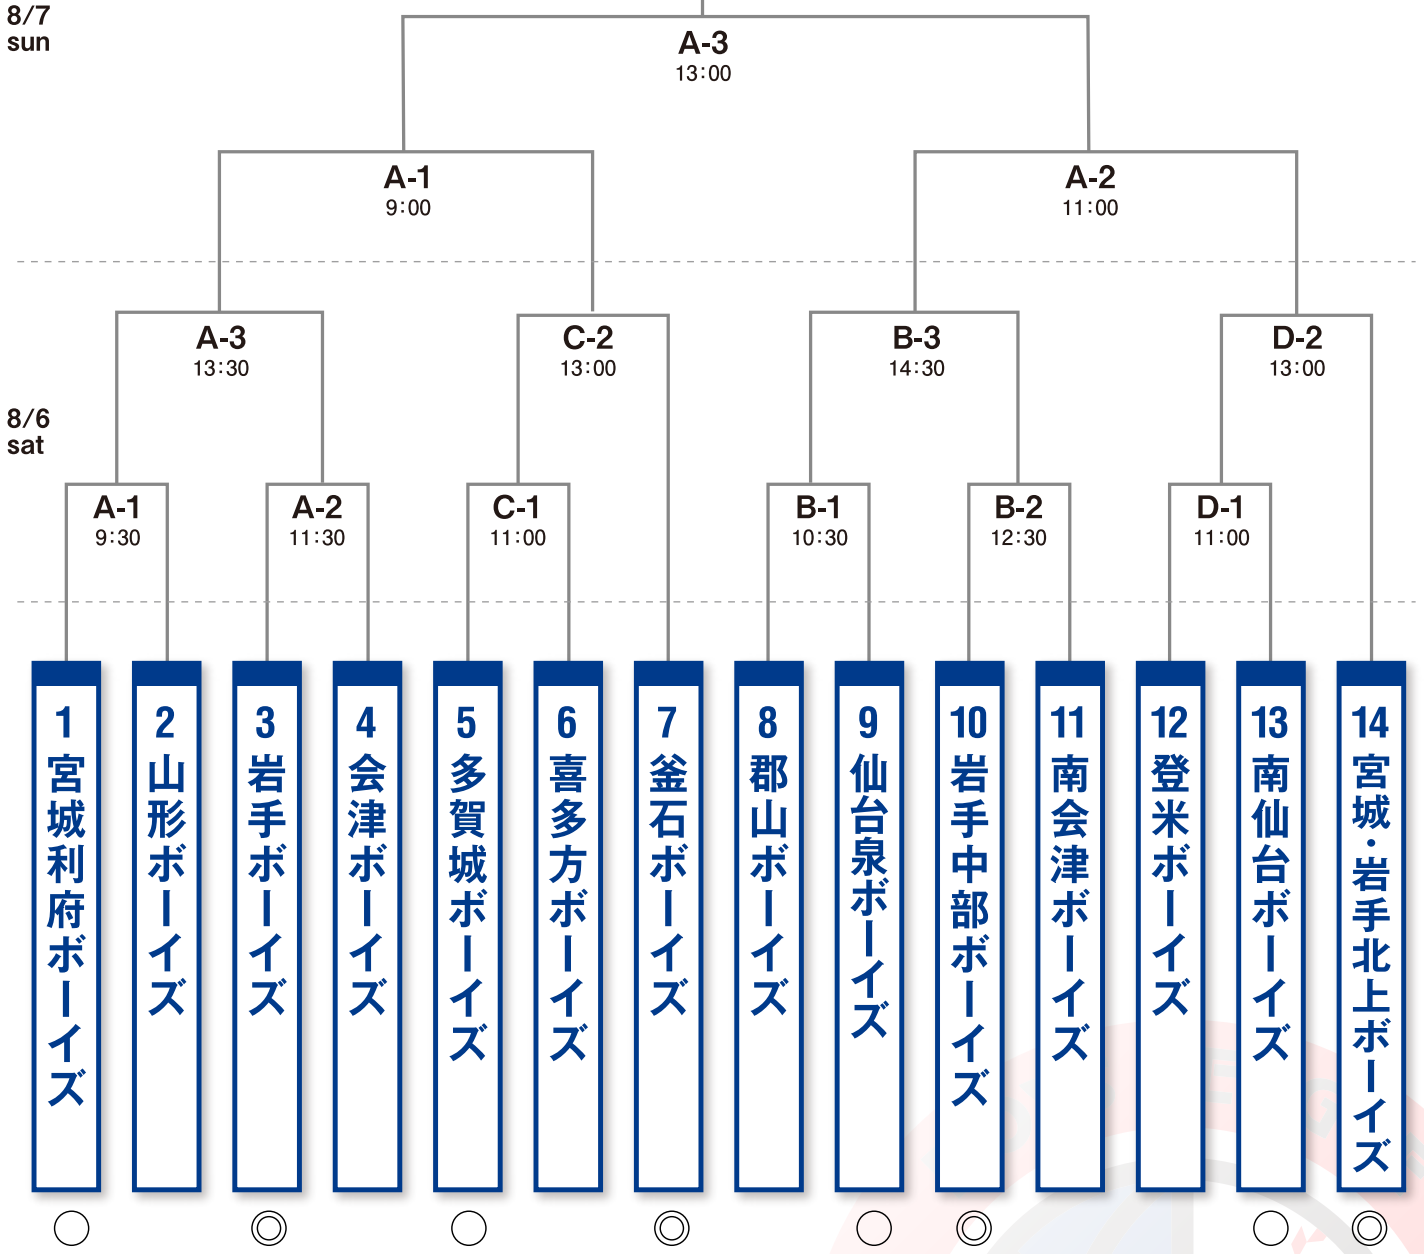 8/7
sun
A-3
13:00
A-1
9:00
A-2
11:00
A-3
13:30
C-2
13:00
B-3
14:30
D-2
13:00
8/6
sat
A-1
9:30
A-2
11:30
C-1
11:00
B-1
10:30
B-2
12:30
D-1
11:00
1 宮城利府ボーイズ
2 山形ボーイズ
3 岩手ボーイズ
4 会津ボーイズ
5 多賀城ボーイズ
6 喜多方ボーイズ
7 釜石ボーイズ
8 郡山ボーイズ
9 仙台泉ボーイズ
10 岩手中部ボーイズ
11 南会津ボーイズ
12 登米ボーイズ
13 南仙台ボーイズ
14 宮城・岩手北上ボーイズ
○
◎
○
◎
○
◎
○
◎